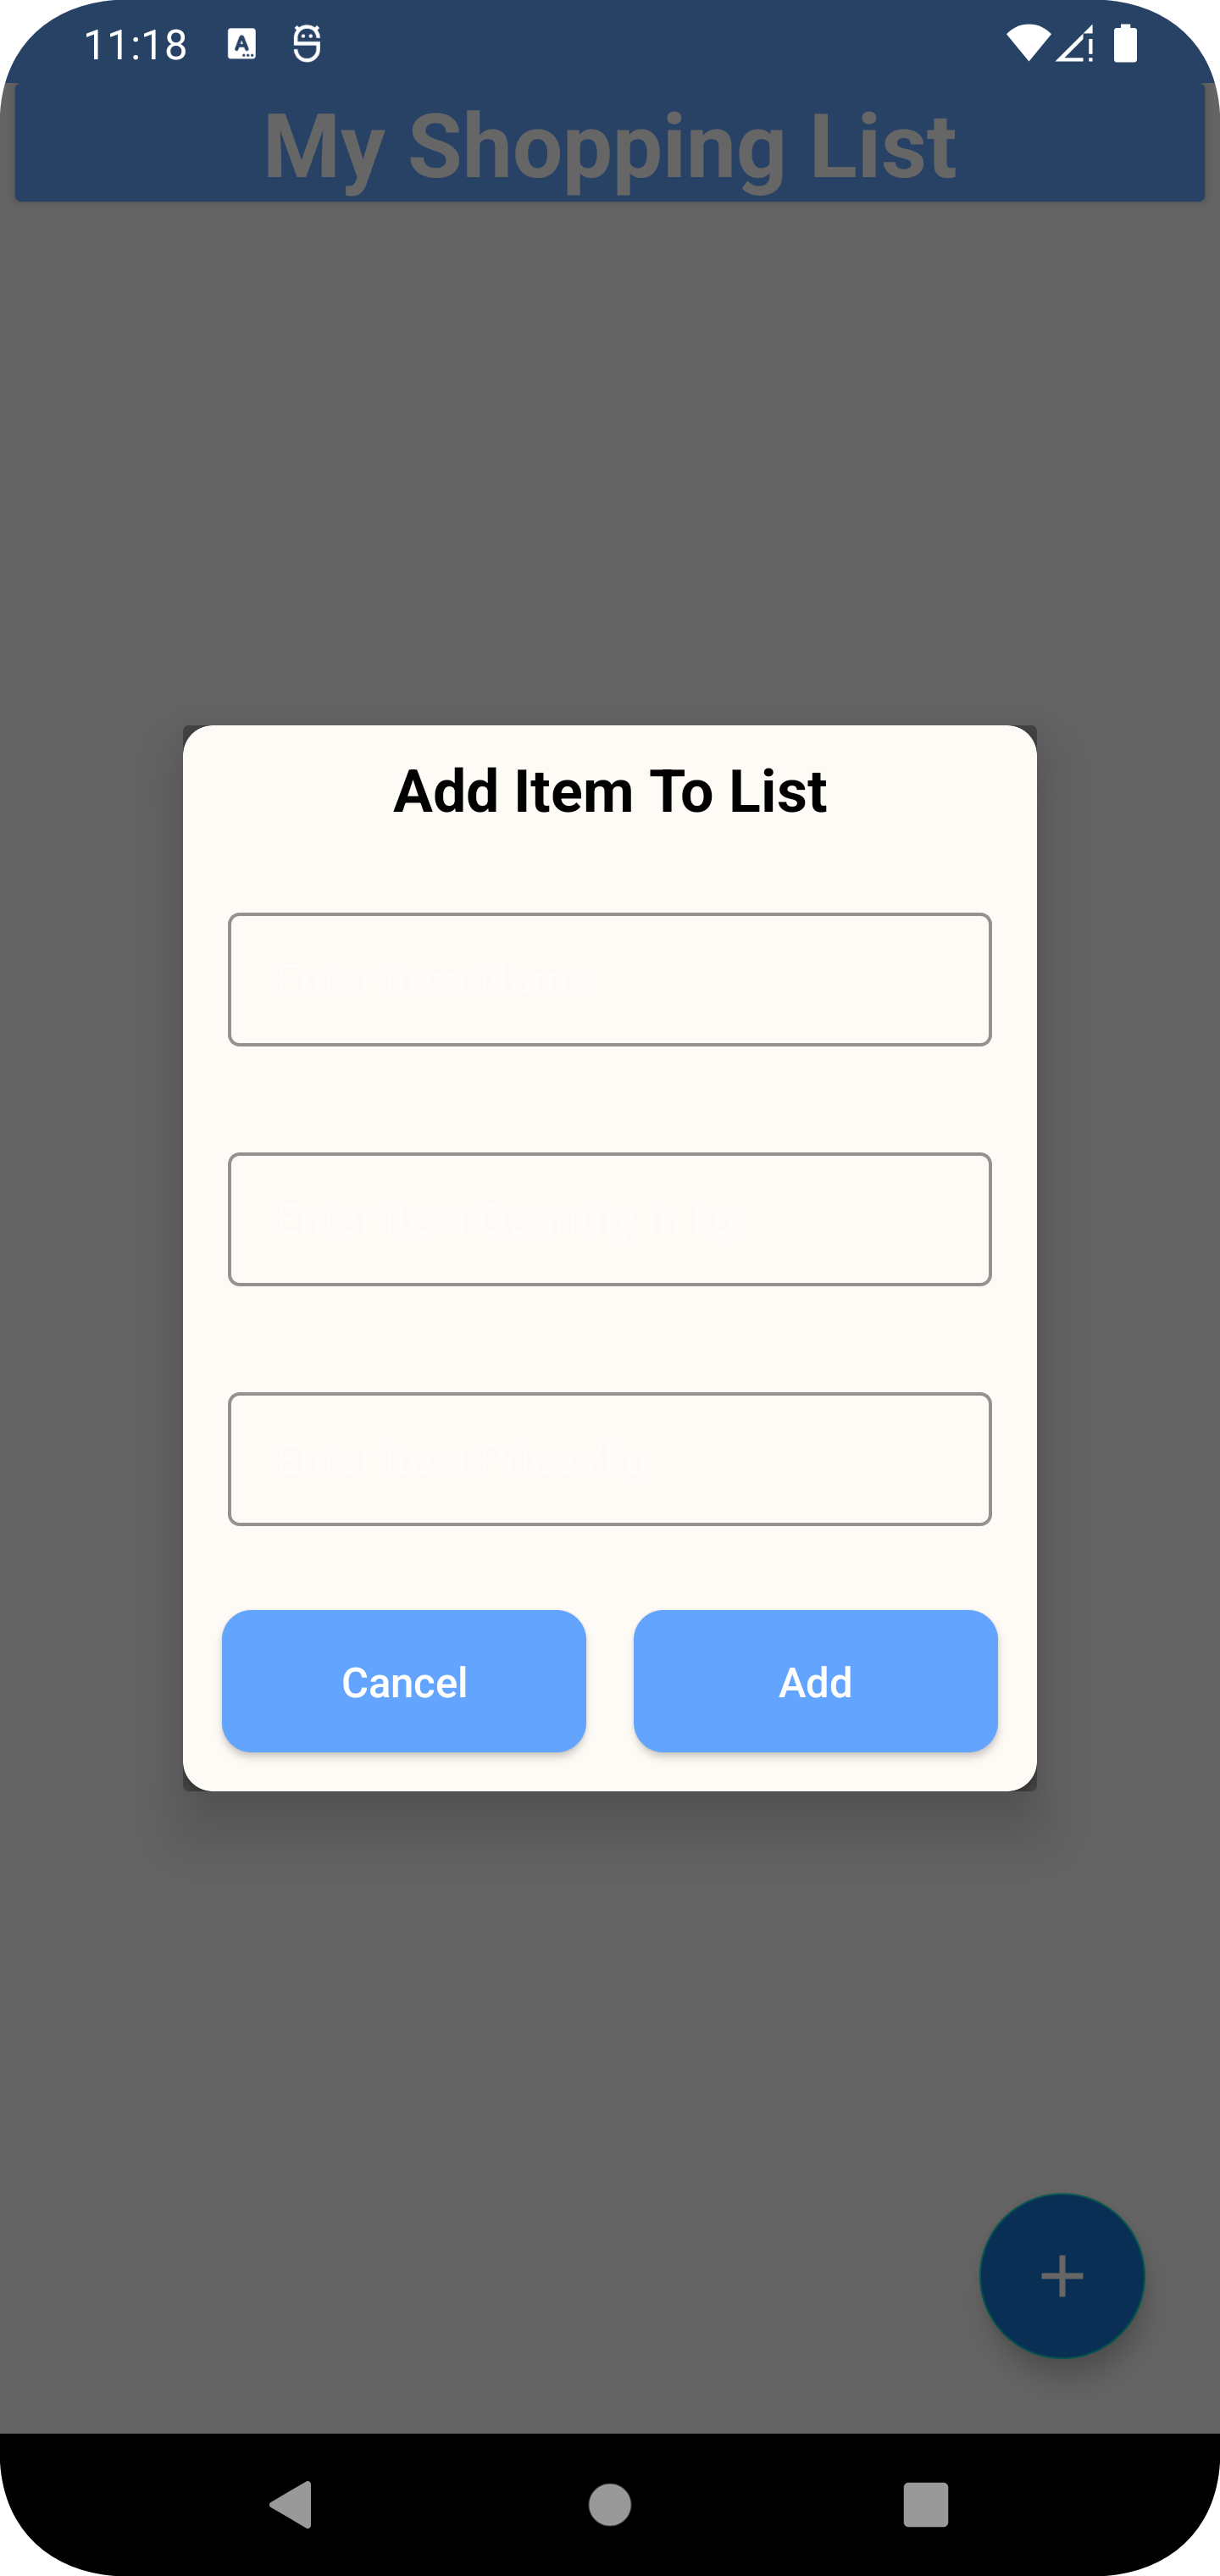 11:18
My Shopping List
Add Item To List
Enter item Name
Enter item Quantity in kg
Enter item Price /kg
Cancel Add